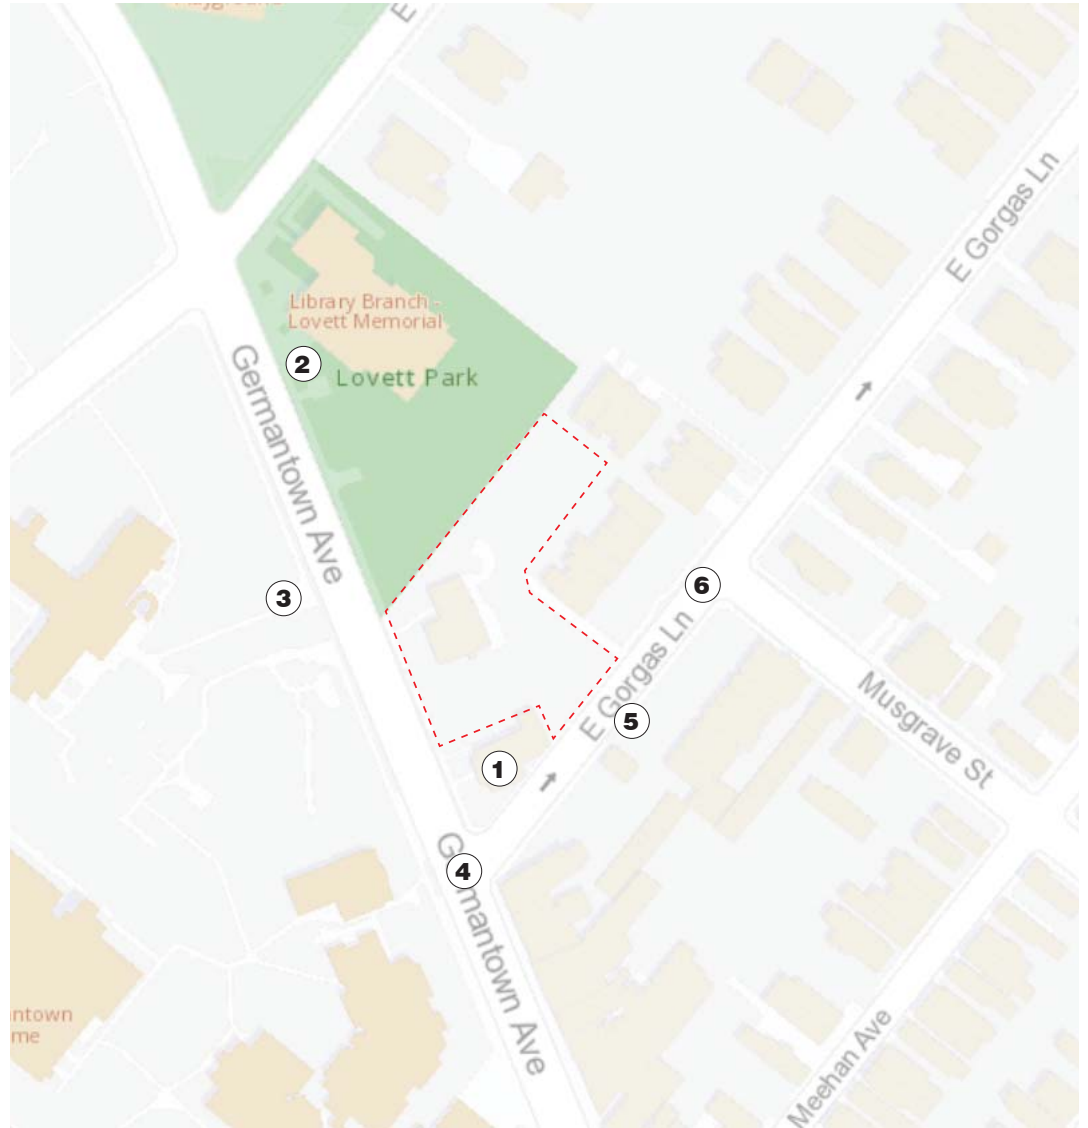 E
Library Branch -
Lovett Memorial
2
Lovett Park
Germantown Ave
3
E Gorgas Ln
6
E Gorgas Ln
5
Musgrave St
1
4
Germantown Ave
Meehan Ave
antown
me